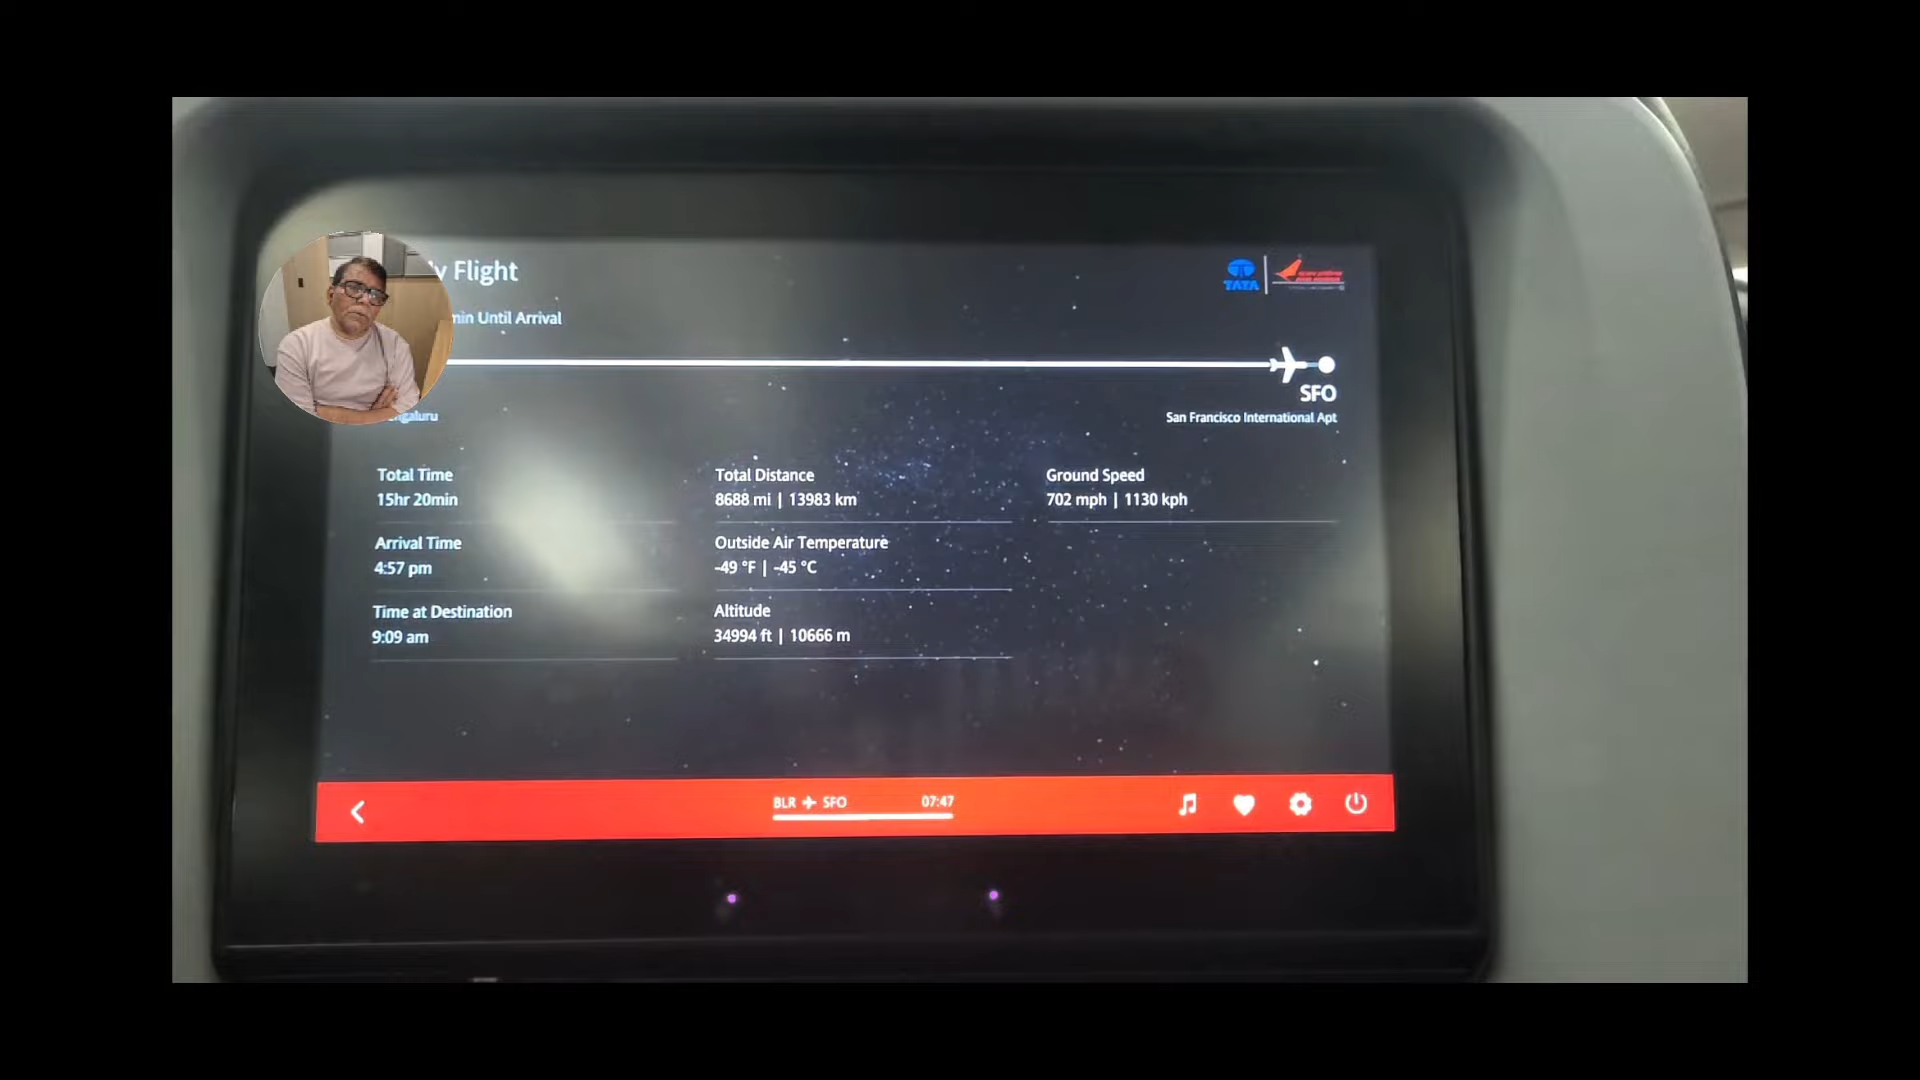 y Flight
TATA
min Until Arrival
SFO
San Francisco International Apt
engaluru
Total Time
15hr 20min
Total Distance
8688 mi | 13983 km
Ground Speed
702 mph | 1130 kph
Arrival Time
4:57 pm
Outside Air Temperature
-49 °F | -45 °C
Time at Destination
9:09 am
Altitude
34994 ft | 10666 m
BLR SFO 07:47